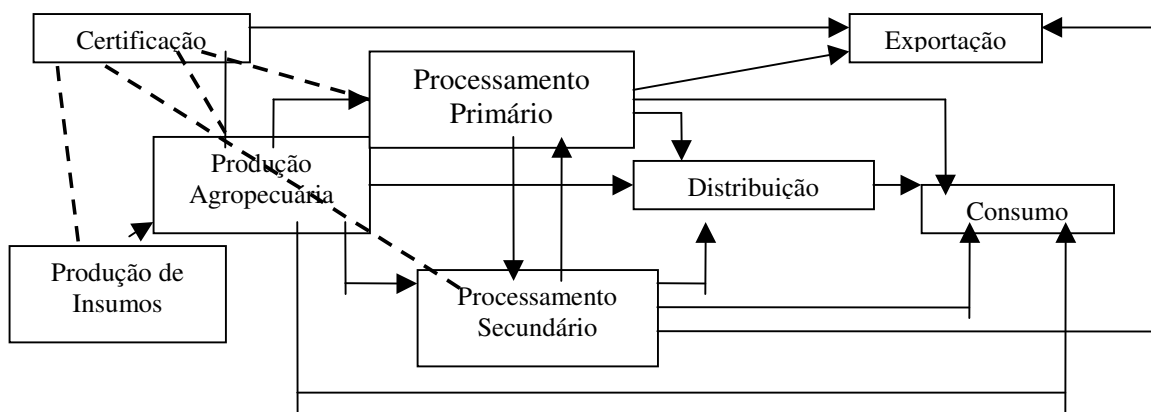 Certificação
Exportação
Processamento
Primário
Produção
Agropecuária
Distribuição
Consumo
Produção de
Insumos
Processamento
Secundário